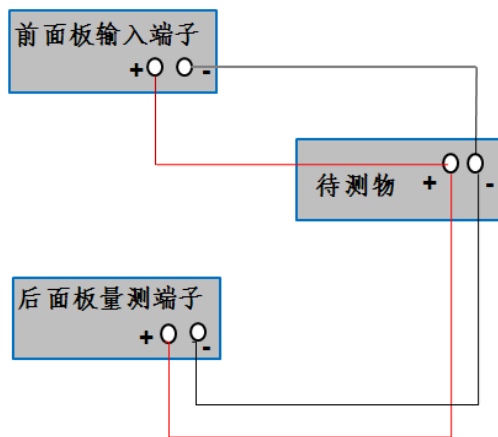 前面板输入端子
+ -
待测物 + -
后面板量测端子
+ -